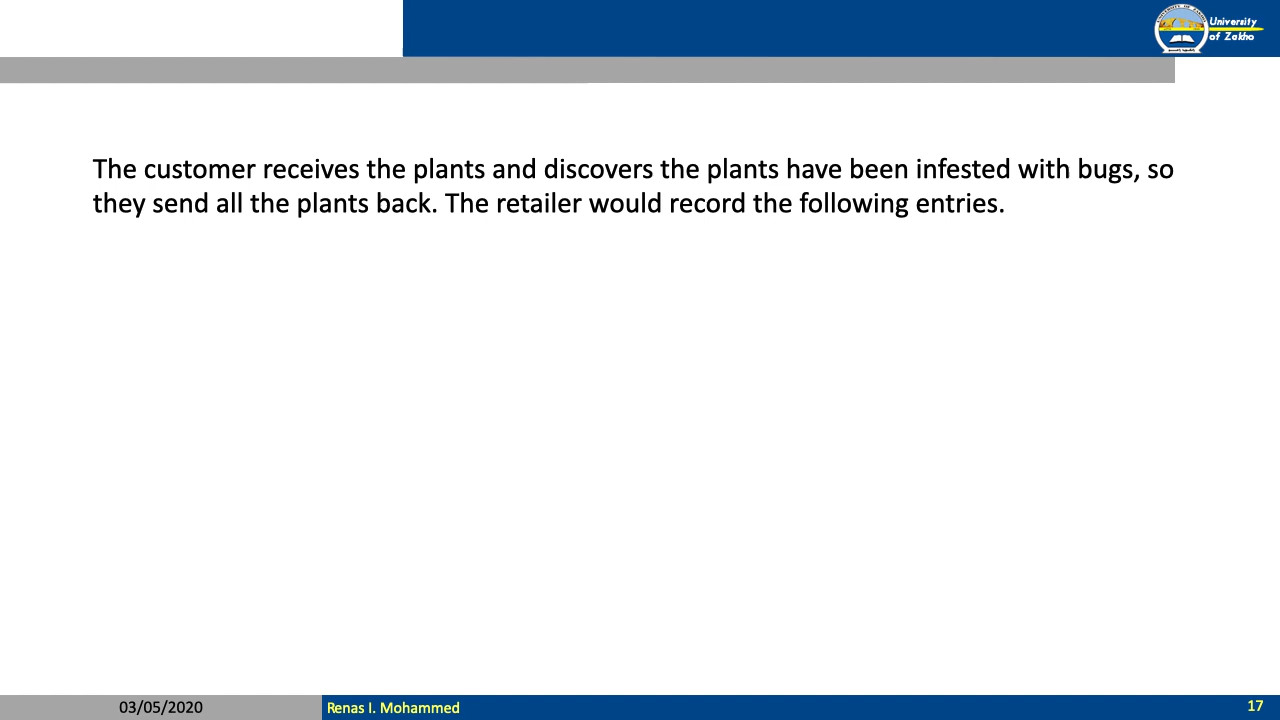 University
of Zakho
The customer receives the plants and discovers the plants have been infested with bugs, so
they send all the plants back. The retailer would record the following entries.
03/05/2020
Renas I. Mohammed
17